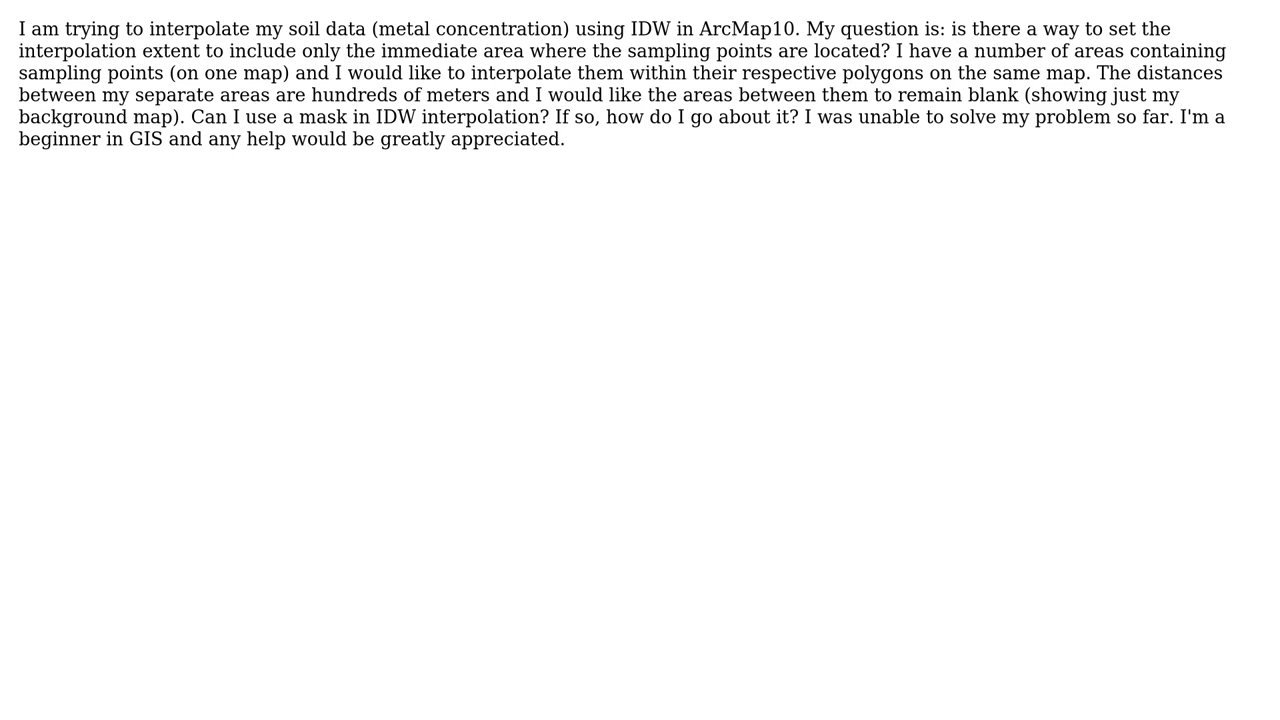 I am trying to interpolate my soil data (metal concentration) using IDW in ArcMap10. My question is: is there a way to set the
interpolation extent to include only the immediate area where the sampling points are located? I have a number of areas containing
sampling points (on one map) and I would like to interpolate them within their respective polygons on the same map. The distances
between my separate areas are hundreds of meters and I would like the areas between them to remain blank (showing just my
background map). Can I use a mask in IDW interpolation? If so, how do I go about it? I was unable to solve my problem so far. I'm a
beginner in GIS and any help would be greatly appreciated.